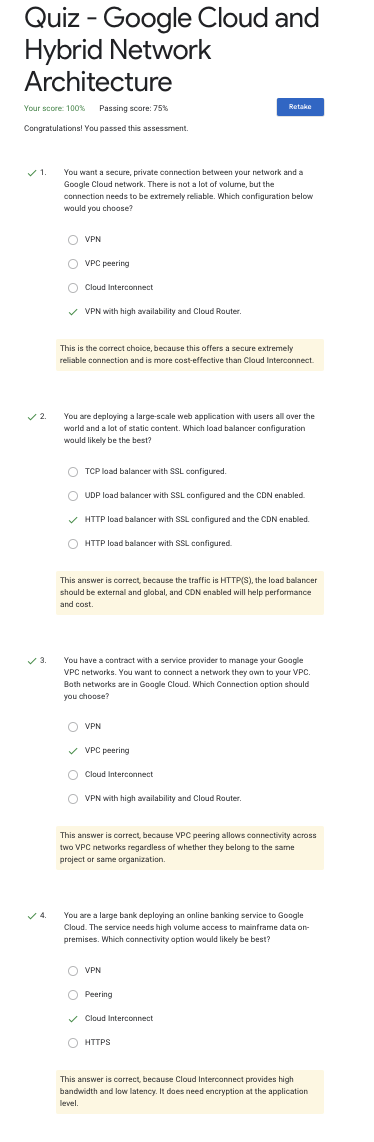 Quiz - Google Cloud and
Hybrid Network
Architecture
Your score: 100% Passing score: 75%
Retake
Congratulations! You passed this assessment.
1. You want a secure, private connection between your network and a
Google Cloud network. There is not a lot of volume, but the
connection needs to be extremely reliable. Which configuration below
would you choose?
VPN
VPC peering
Cloud Interconnect
VPN with high availability and Cloud Router.
This is the correct choice, because this offers a secure extremely
reliable connection and is more cost-effective than Cloud Interconnect.
2. You are deploying a large-scale web application with users all over the
world and a lot of static content. Which load balancer configuration
would likely be the best?
TCP load balancer with SSL configured.
UDP load balancer with SSL configured and the CDN enabled.
HTTP load balancer with SSL configured and the CDN enabled.
HTTP load balancer with SSL configured.
This answer is correct, because the traffic is HTTP(S), the load balancer
should be external and global, and CDN enabled will help performance
and cost.
3. You have a contract with a service provider to manage your Google
VPC networks. You want to connect a network they own to your VPC.
Both networks are in Google Cloud. Which Connection option should
you choose?
VPN
VPC peering
Cloud Interconnect
VPN with high availability and Cloud Router.
This answer is correct, because VPC peering allows connectivity across
two VPC networks regardless of whether they belong to the same
project or same organization.
4. You are a large bank deploying an online banking service to Google
Cloud. The service needs high volume access to mainframe data on-
premises. Which connectivity option would likely be best?
VPN
Peering
Cloud Interconnect
HTTPS
This answer is correct, because Cloud Interconnect provides high
bandwidth and low latency. It does need encryption at the application
level.